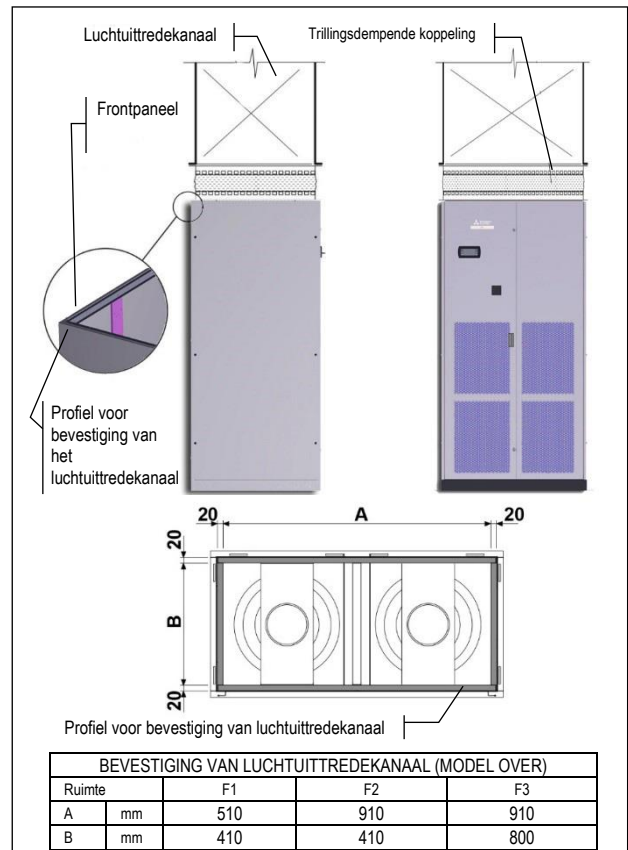 Luchtuittredekanaal
Trillingsdempende koppeling
Frontpaneel
Profiel voor
bevestiging van
het
luchtuittredekanaal
20 A 20
20
B
20
Profiel voor bevestiging van luchtuittredekanaal
BEVESTIGING VAN LUCHTUITTREDEKANAAL (MODEL OVER)
Ruimte F1 F2 F3
A mm 510 910 910
B mm 410 410 800